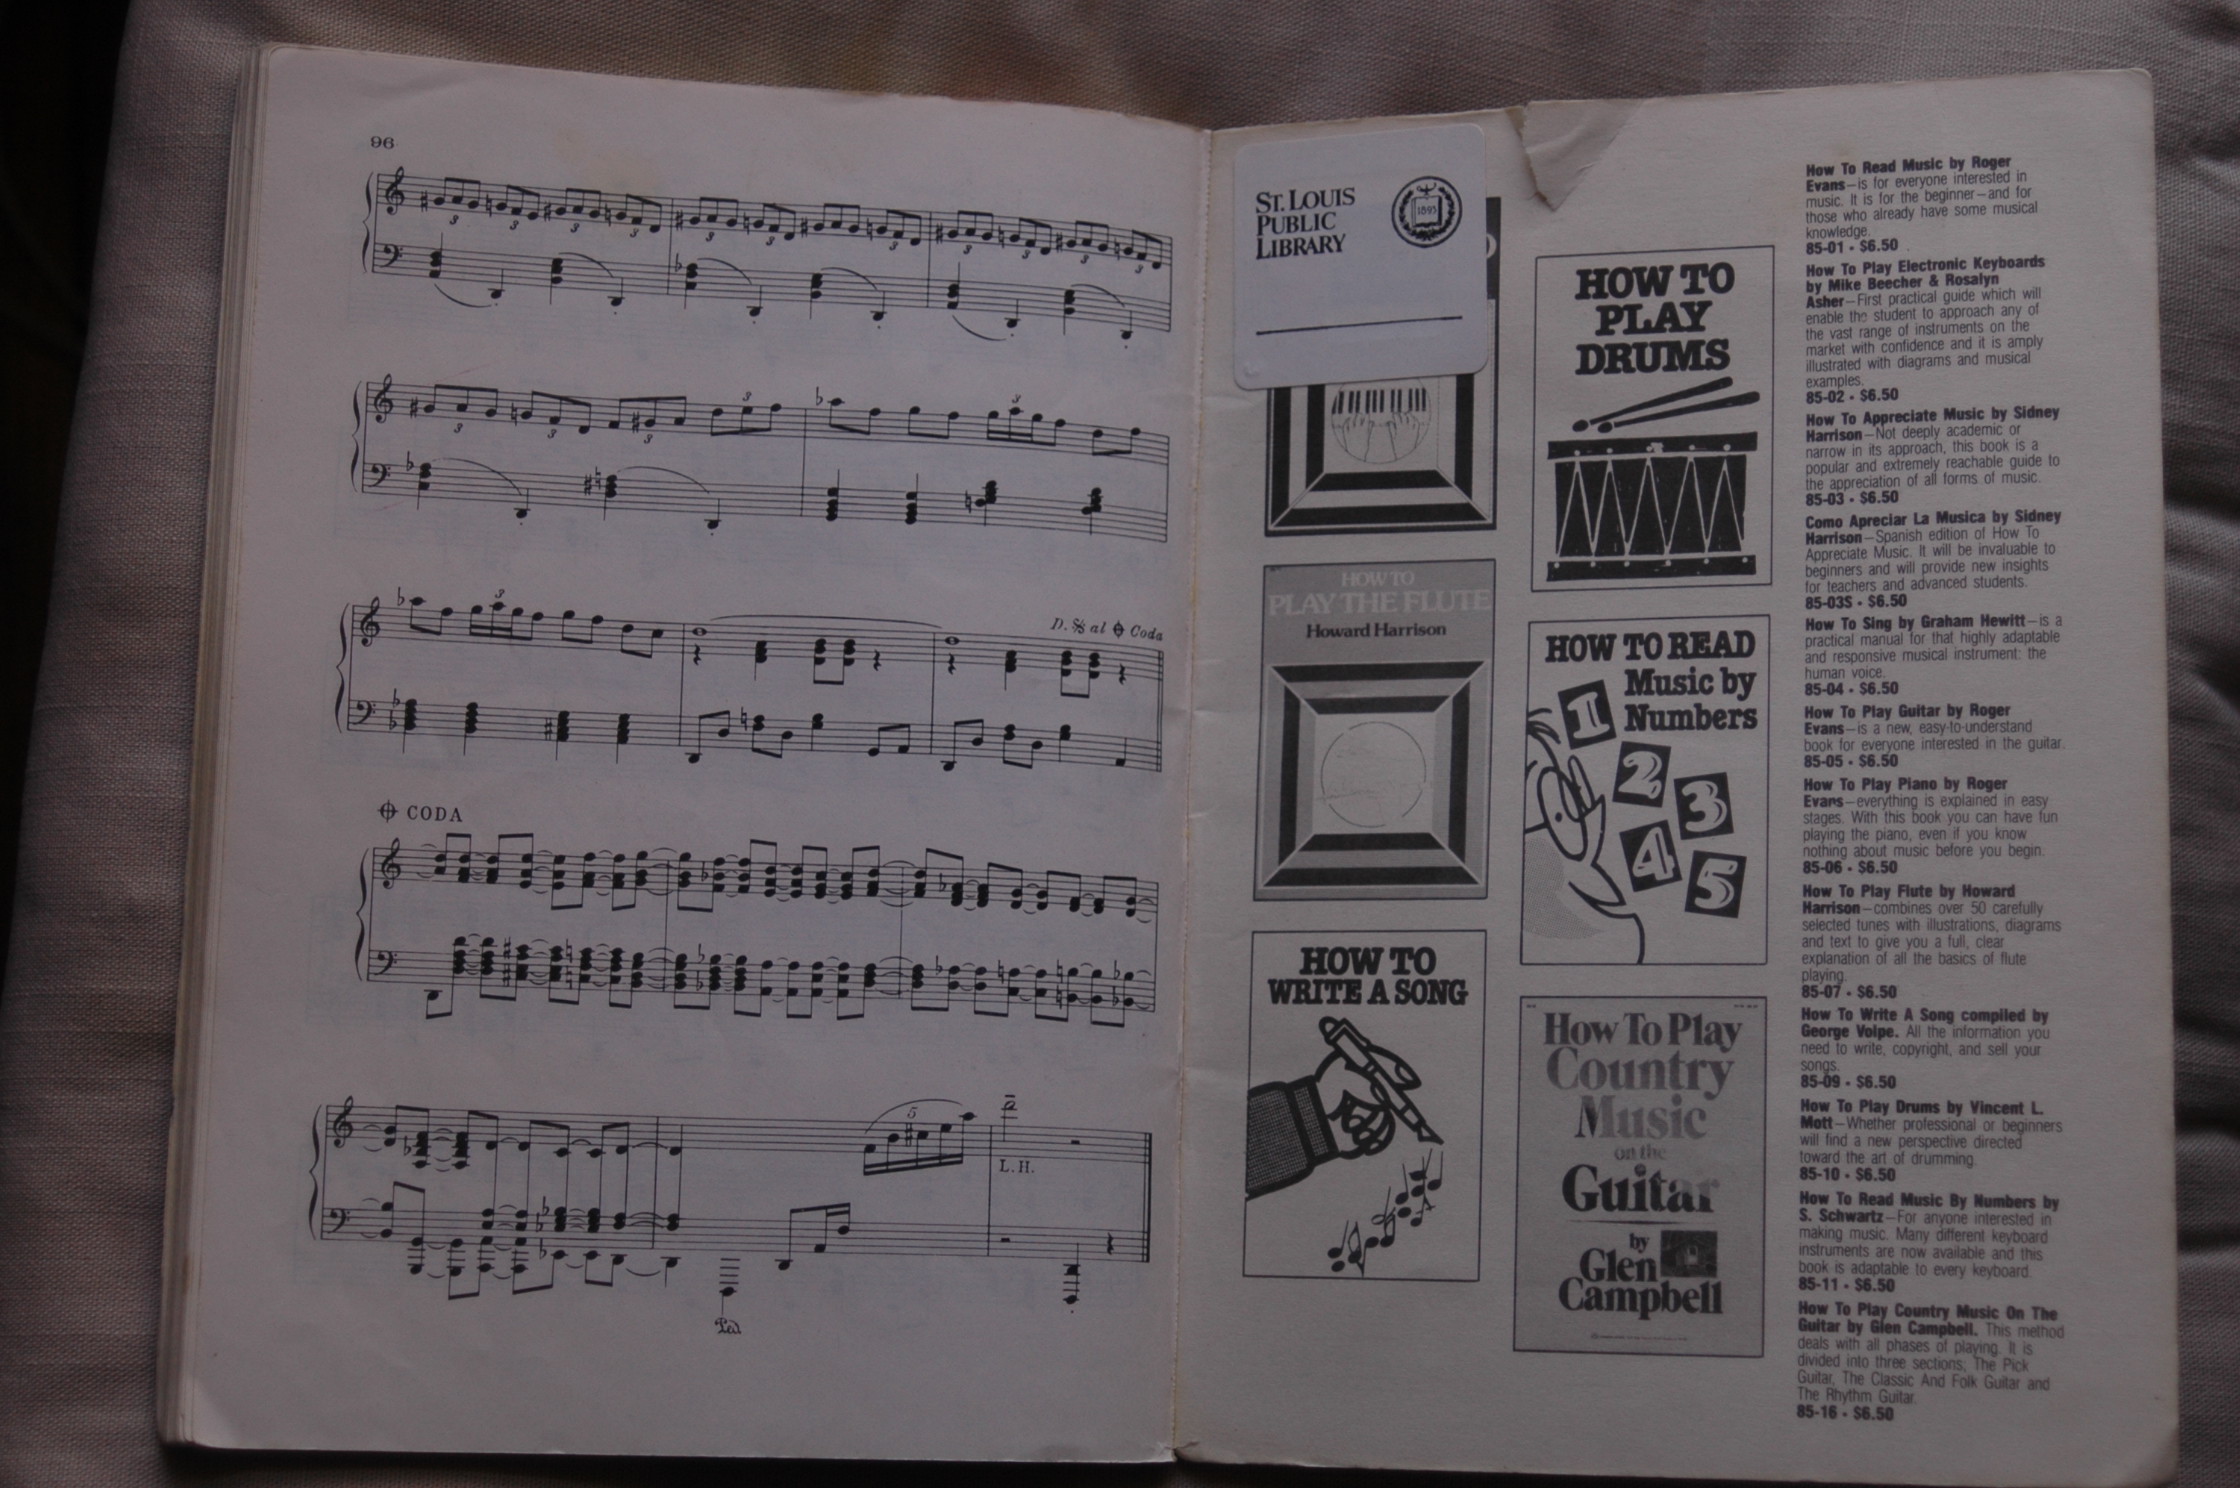 96
3 3 3 3 3 3 3 3 3 3 3 3
3 3 3 3 3
3
D. 𝄋 al 𝄌 Coda
𝄌 CODA
5
L.H.
Ped
ST. LOUIS
PUBLIC
LIBRARY
1893
HOW TO
PLAY THE FLUTE
Howard Harrison
HOW TO
WRITE A SONG
HOW TO
PLAY
DRUMS
HOW TO READ
Music by
Numbers
1
2
3
4
5
How To Play
Country
Music
on the
Guitar
by
Glen
Campbell
How To Read Music by Roger
Evans—is for everyone interested in
music. It is for the beginner—and for
those who already have some musical
knowledge.
85-01 • $6.50
How To Play Electronic Keyboards
by Mike Beecher & Rosalyn
Asher—First practical guide which will
enable the student to approach any of
the vast range of instruments on the
market with confidence and it is amply
illustrated with diagrams and musical
examples.
85-02 • $6.50
How To Appreciate Music by Sidney
Harrison—Not deeply academic or
narrow in its approach, this book is a
popular and extremely reachable guide to
the appreciation of all forms of music.
85-03 • $6.50
Como Apreciar La Musica by Sidney
Harrison—Spanish edition of How To
Appreciate Music. It will be invaluable to
beginners and will provide new insights
for teachers and advanced students.
85-03S • $6.50
How To Sing by Graham Hewitt—is a
practical manual for that highly adaptable
and responsive musical instrument: the
human voice.
85-04 • $6.50
How To Play Guitar by Roger
Evans—is a new, easy-to-understand
book for everyone interested in the guitar.
85-05 • $6.50
How To Play Piano by Roger
Evans—everything is explained in easy
stages. With this book you can have fun
playing the piano, even if you know
nothing about music before you begin.
85-06 • $6.50
How To Play Flute by Howard
Harrison—combines over 50 carefully
selected tunes with illustrations, diagrams
and text to give you a full, clear
explanation of all the basics of flute
playing.
85-07 • $6.50
How To Write A Song compiled by
George Volpe. All the information you
need to write, copyright, and sell your
songs.
85-09 • $6.50
How To Play Drums by Vincent L.
Mott—Whether professional or beginners
will find a new perspective directed
toward the art of drumming.
85-10 • $6.50
How To Read Music By Numbers by
S. Schwartz—For anyone interested in
making music. Many different keyboard
instruments are now available and this
book is adaptable to every keyboard.
85-11 • $6.50
How To Play Country Music On The
Guitar by Glen Campbell. This method
deals with all phases of playing. It is
divided into three sections, The Pick
Guitar, The Classic And Folk Guitar and
The Rhythm Guitar.
85-16 • $6.50